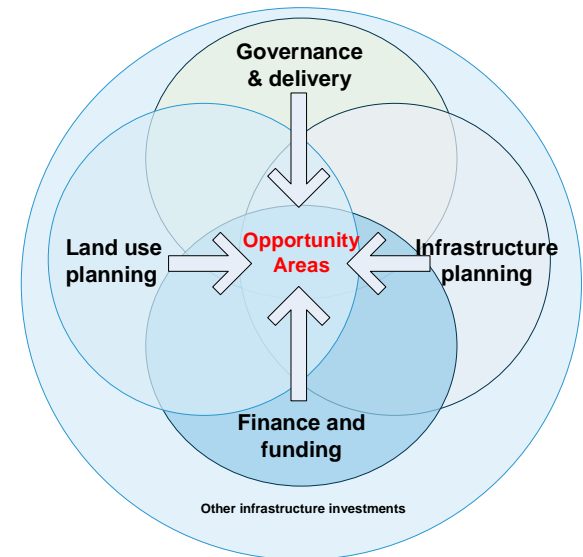 Governance
& delivery
Land use
planning
Opportunity
Areas
Infrastructure
planning
Finance and
funding
Other infrastructure investments